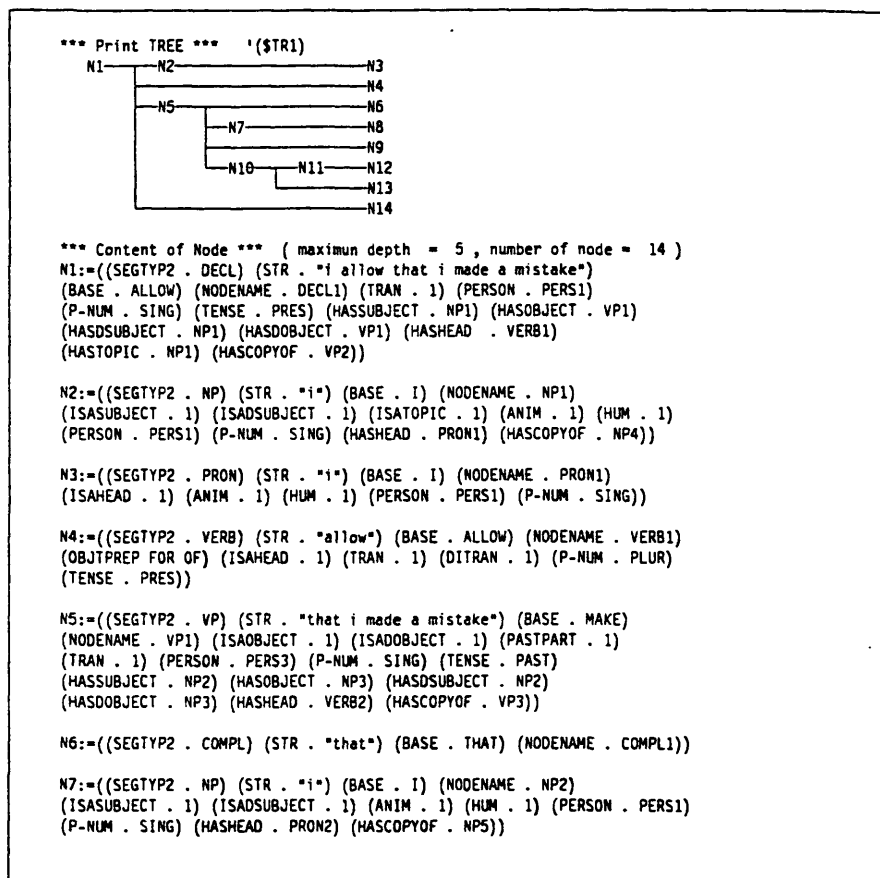 *** Print TREE *** '($TR1)
N1 N2 N3
N4
N5 N6
N7 N8
N9
N10 N11 N12
N13
N14
*** Content of Node *** ( maximun depth = 5 , number of node = 14 )
N1:=((SEGTYP2 . DECL) (STR . "i allow that i made a mistake")
(BASE . ALLOW) (NODENAME . DECL1) (TRAN . 1) (PERSON . PERS1)
(P-NUM . SING) (TENSE . PRES) (HASSUBJECT . NP1) (HASOBJECT . VP1)
(HASDSUBJECT . NP1) (HASDOBJECT . VP1) (HASHEAD . VERB1)
(HASTOPIC . NP1) (HASCOPYOF . VP2))
N2:=((SEGTYP2 . NP) (STR . "i") (BASE . I) (NODENAME . NP1)
(ISASUBJECT . 1) (ISADSUBJECT . 1) (ISATOPIC . 1) (ANIM . 1) (HUM . 1)
(PERSON . PERS1) (P-NUM . SING) (HASHEAD . PRON1) (HASCOPYOF . NP4))
N3:=((SEGTYP2 . PRON) (STR . "i") (BASE . I) (NODENAME . PRON1)
(ISAHEAD . 1) (ANIM . 1) (HUM . 1) (PERSON . PERS1) (P-NUM . SING))
N4:=((SEGTYP2 . VERB) (STR . "allow") (BASE . ALLOW) (NODENAME . VERB1)
(OBJTPREP FOR OF) (ISAHEAD . 1) (TRAN . 1) (DITRAN . 1) (P-NUM . PLUR)
(TENSE . PRES))
N5:=((SEGTYP2 . VP) (STR . "that i made a mistake") (BASE . MAKE)
(NODENAME . VP1) (ISAOBJECT . 1) (ISADOBJECT . 1) (PASTPART . 1)
(TRAN . 1) (PERSON . PERS3) (P-NUM . SING) (TENSE . PAST)
(HASSUBJECT . NP2) (HASOBJECT . NP3) (HASDSUBJECT . NP2)
(HASDOBJECT . NP3) (HASHEAD . VERB2) (HASCOPYOF . VP3))
N6:=((SEGTYP2 . COMPL) (STR . "that") (BASE . THAT) (NODENAME . COMPL1))
N7:=((SEGTYP2 . NP) (STR . "i") (BASE . I) (NODENAME . NP2)
(ISASUBJECT . 1) (ISADSUBJECT . 1) (ANIM . 1) (HUM . 1) (PERSON . PERS1)
(P-NUM . SING) (HASHEAD . PRON2) (HASCOPYOF . NP5))